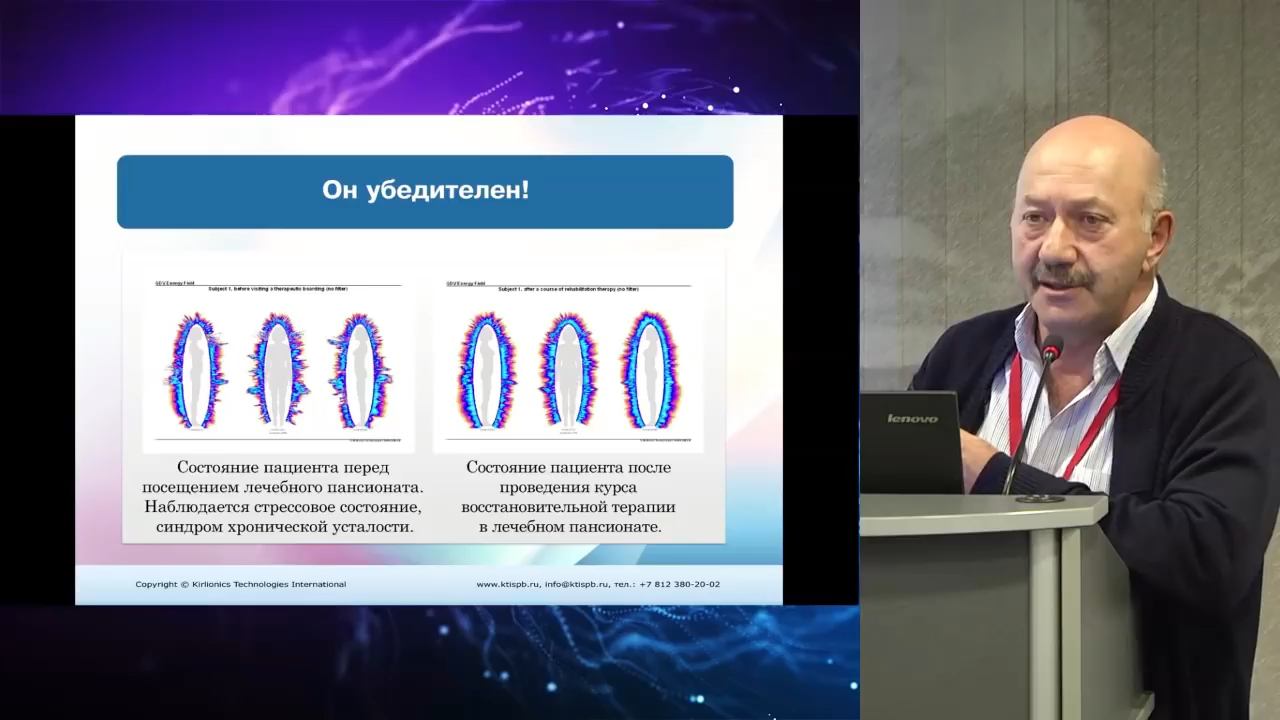 Он убедителен!
GDV Energy Field
Subject 1. before visiting a therapeutic boarding (no filter)
GDV Energy Field
Subject 1. after a course of rehabilitation therapy (no filter)
Состояние пациента перед
посещением лечебного пансионата.
Наблюдается стрессовое состояние,
синдром хронической усталости.
Состояние пациента после
проведения курса
восстановительной терапии
в лечебном пансионате.
Copyright © Kirlionics Technologies International
www.ktispb.ru, info@ktispb.ru, тел.: +7 812 380-20-02
lenovo